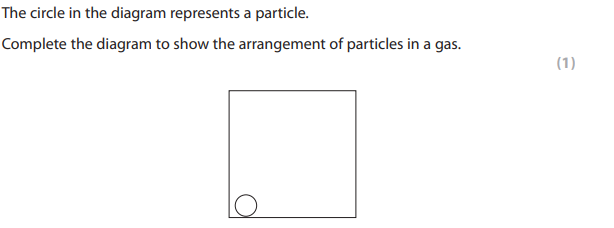 The circle in the diagram represents a particle.
Complete the diagram to show the arrangement of particles in a gas.
(1)